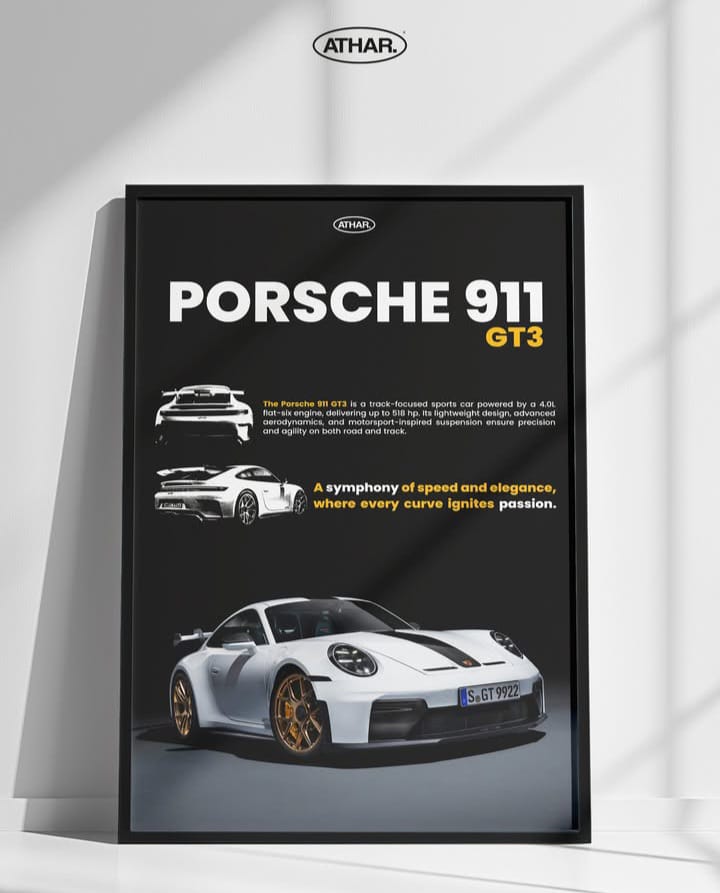 ATHAR.
ATHAR.
PORSCHE 911
GT3
The Porsche 911 GT3 is a track-focused sports car powered by a 4.0L
flat-six engine, delivering up to 518 hp. Its lightweight design, advanced
aerodynamics, and motorsport-inspired suspension ensure precision
and agility on both road and track.
A symphony of speed and elegance,
where every curve ignites passion.
S GT 9922